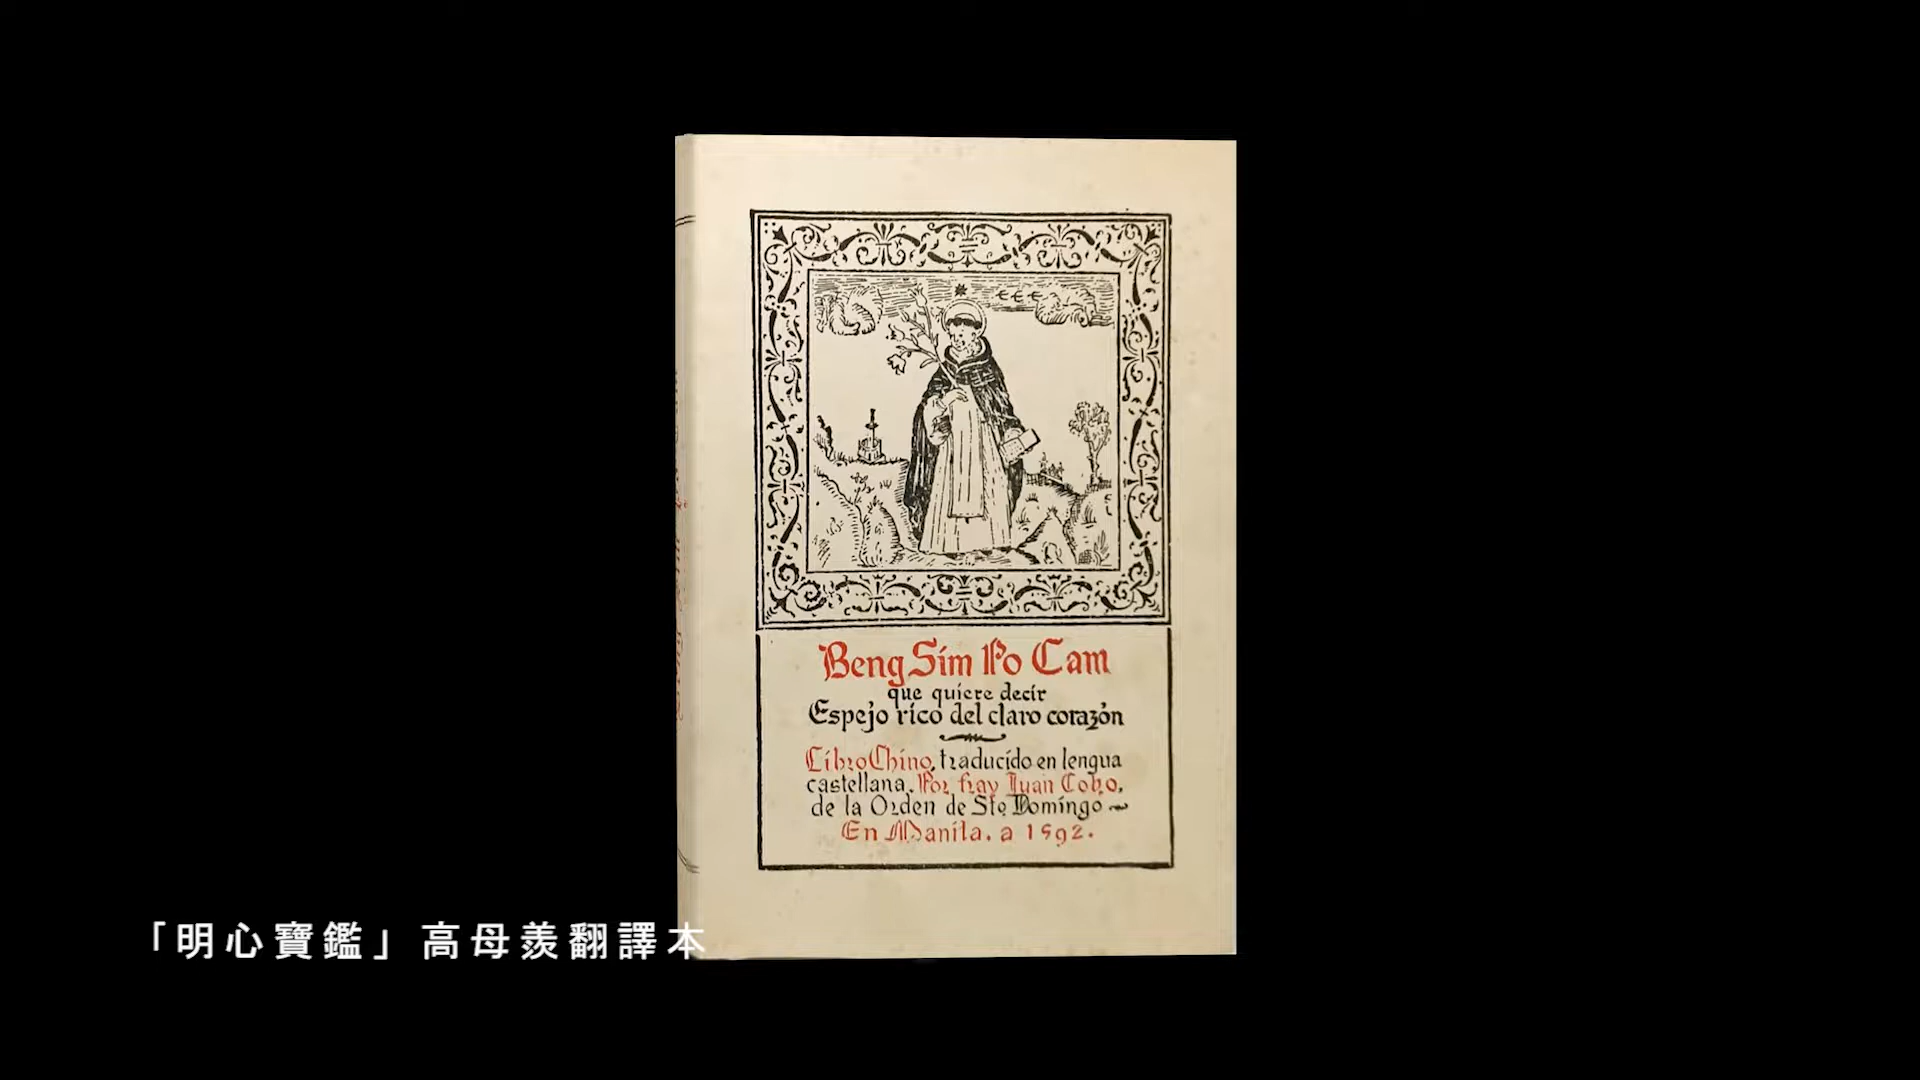 Beng Sim Po Cam
que quiere decir
Espejo rico del claro corazón
Libro Chino, traducido en lengua
castellana. Por fray Juan Cobo,
de la Orden de Sto Domingo
En Manila. a 1592.
「明心寶鑑」高母羨翻譯本